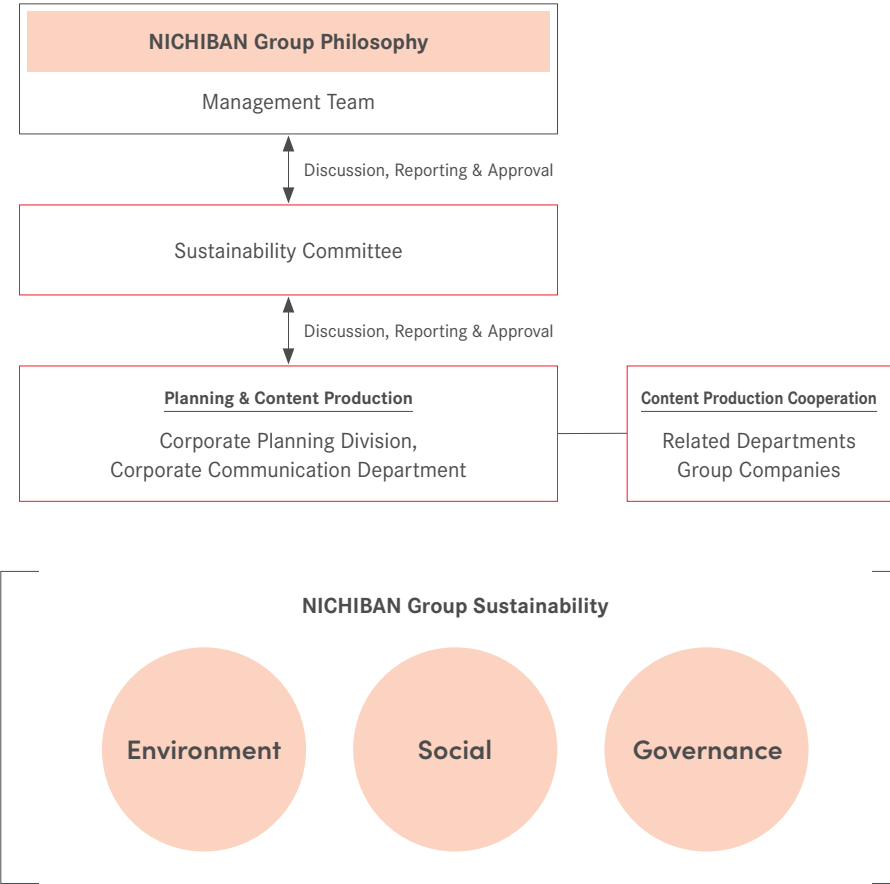 NICHIBAN Group Philosophy
Management Team
Discussion, Reporting & Approval
Sustainability Committee
Discussion, Reporting & Approval
Planning & Content Production
Corporate Planning Division,
Corporate Communication Department
Content Production Cooperation
Related Departments
Group Companies
NICHIBAN Group Sustainability
Environment
Social
Governance